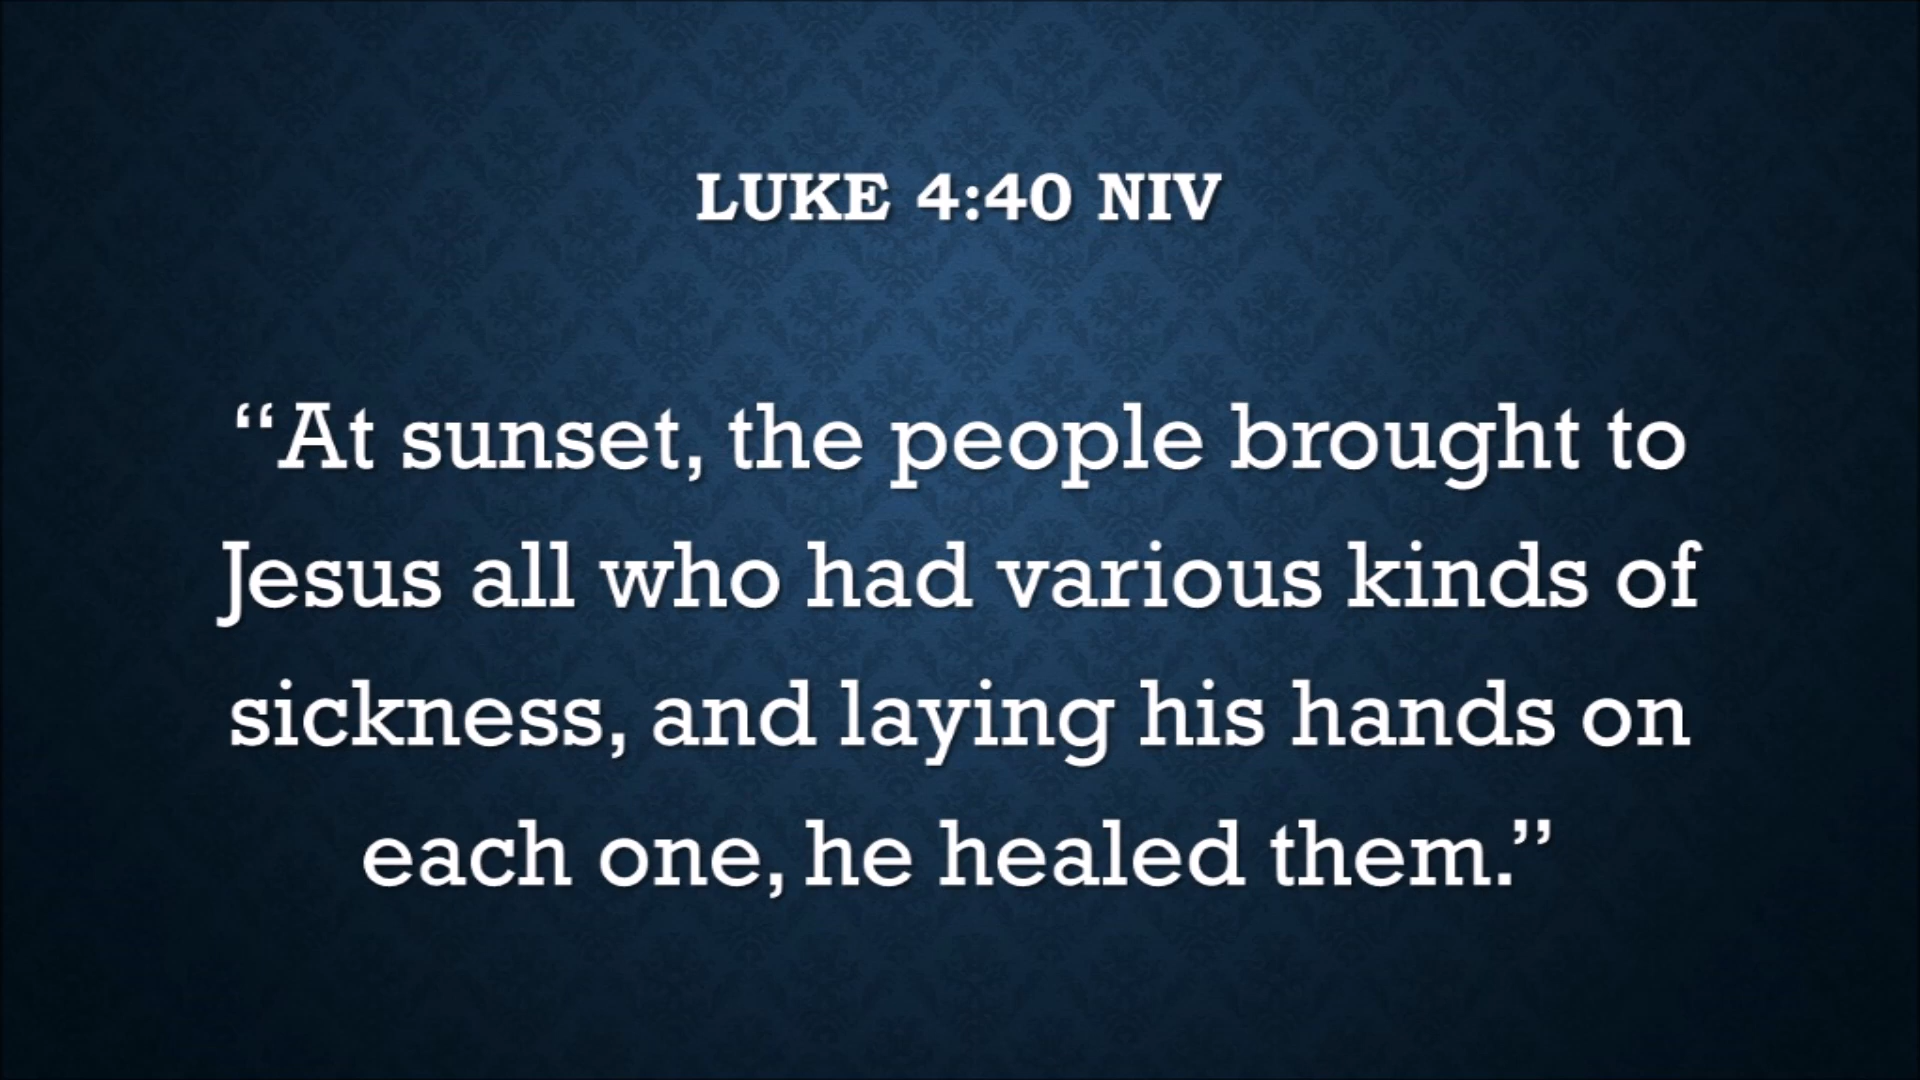 LUKE 4:40 NIV
“At sunset, the people brought to
Jesus all who had various kinds of
sickness, and laying his hands on
each one, he healed them.”